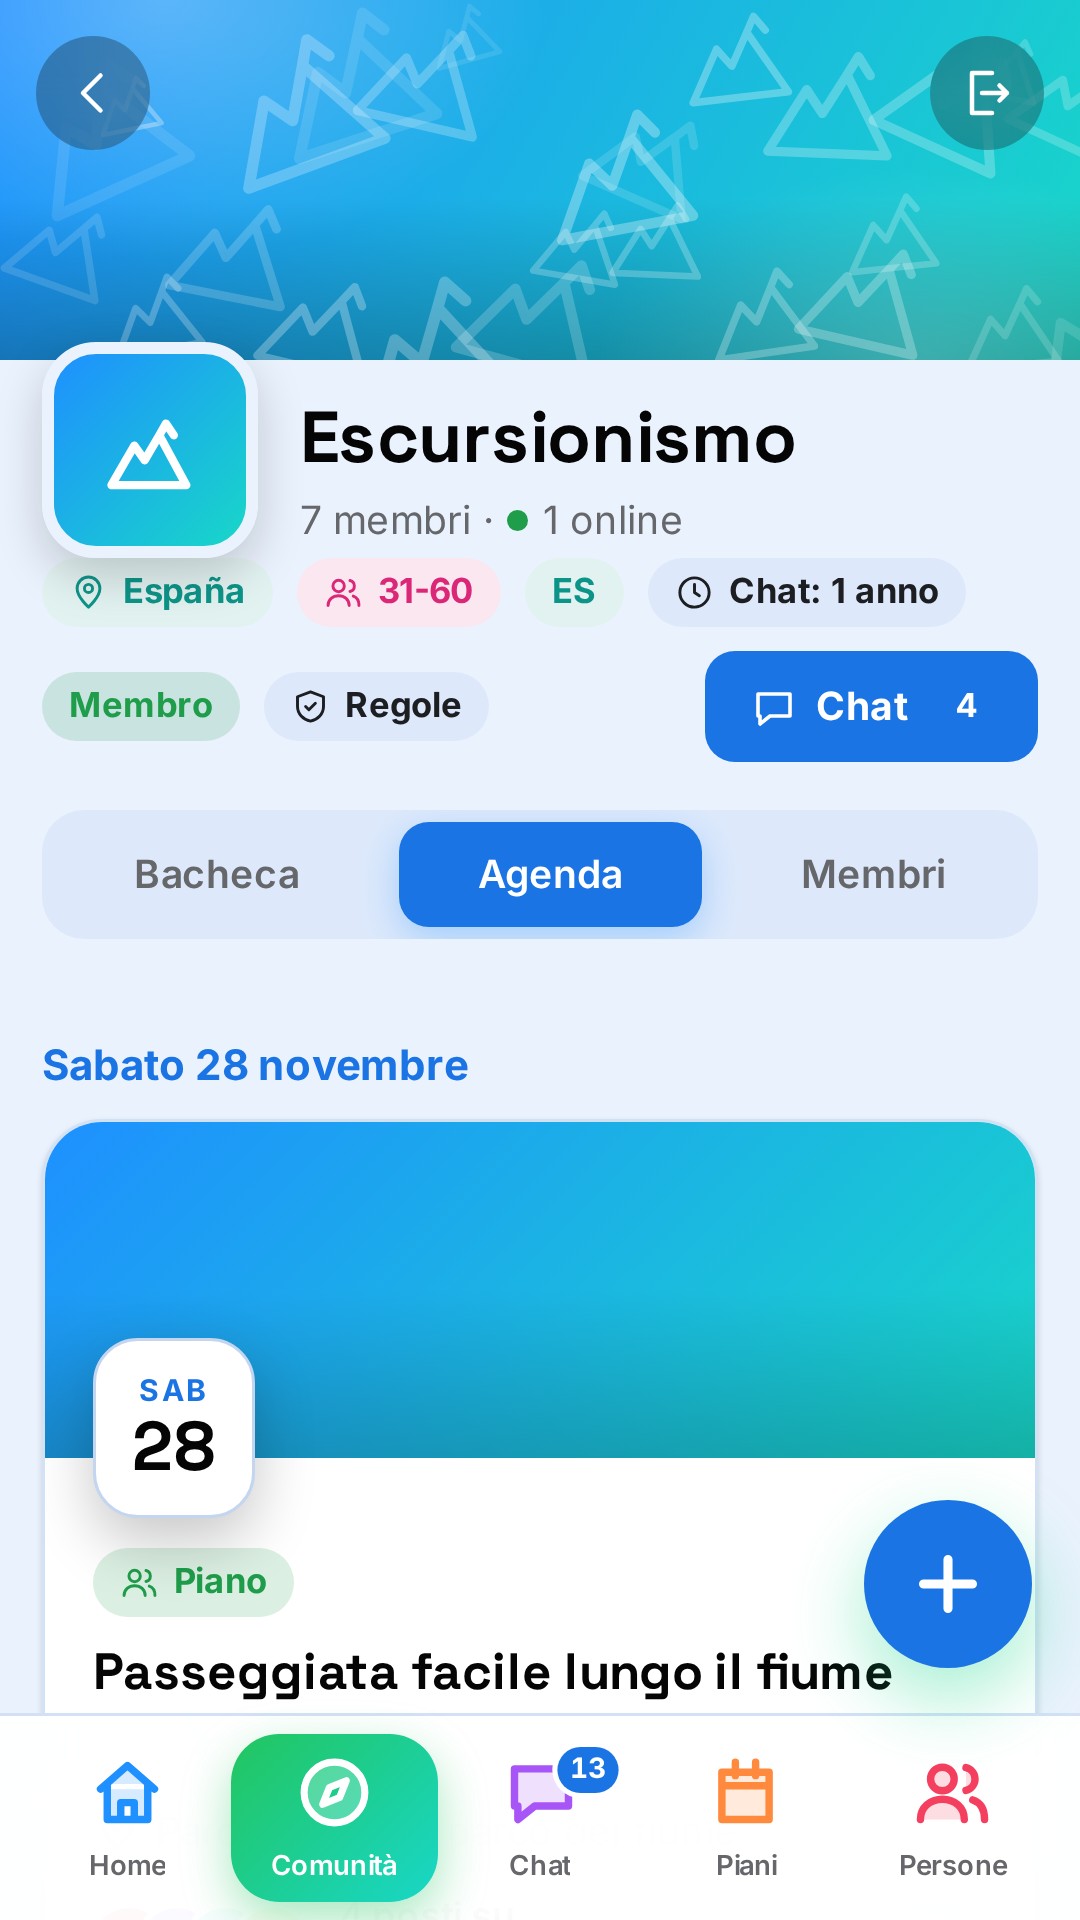 Escursionismo
7 membri · 1 online
España
31-60
ES
Chat: 1 anno
Membro
Regole
Chat 4
Bacheca
Agenda
Membri
Sabato 28 novembre
SAB
28
Piano
Passeggiata facile lungo il fiume
13
Home
Comunità
Chat
Piani
Persone